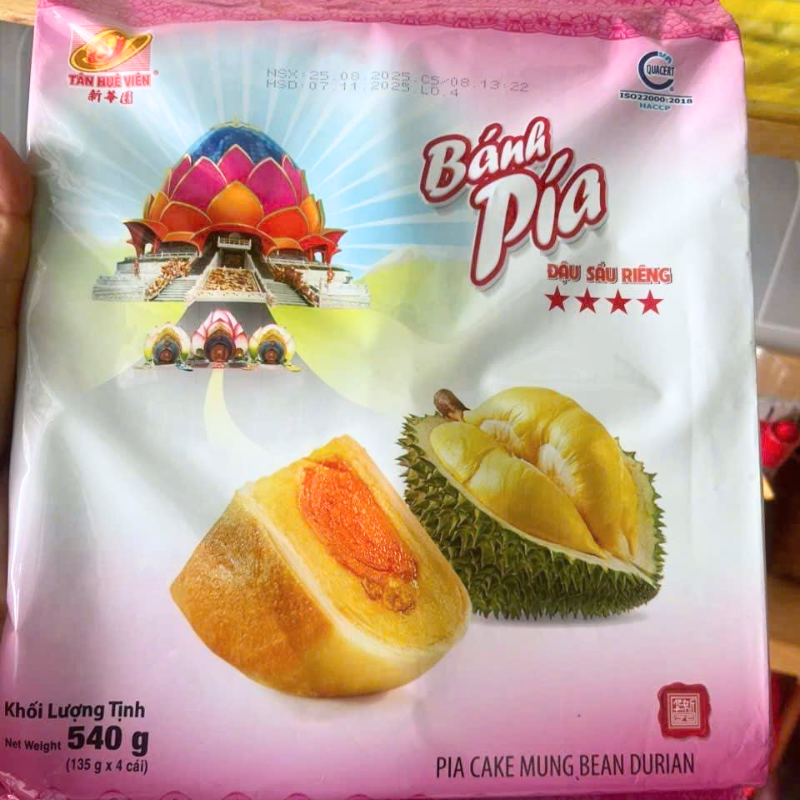 TÂN HUÊ VIÊN
新華園
NSX:25.08.2025.CS/08.13:22
HSD:07.11.2025.LO.4
VN
QUACERT
ISO22000:2018
HACCP
Bánh
Pía
ĐẬU SẦU RIÊNG
Khối Lượng Tịnh
Net Weight 540 g
(135 g x 4 cái)
PIA CAKE MUNG BEAN DURIAN